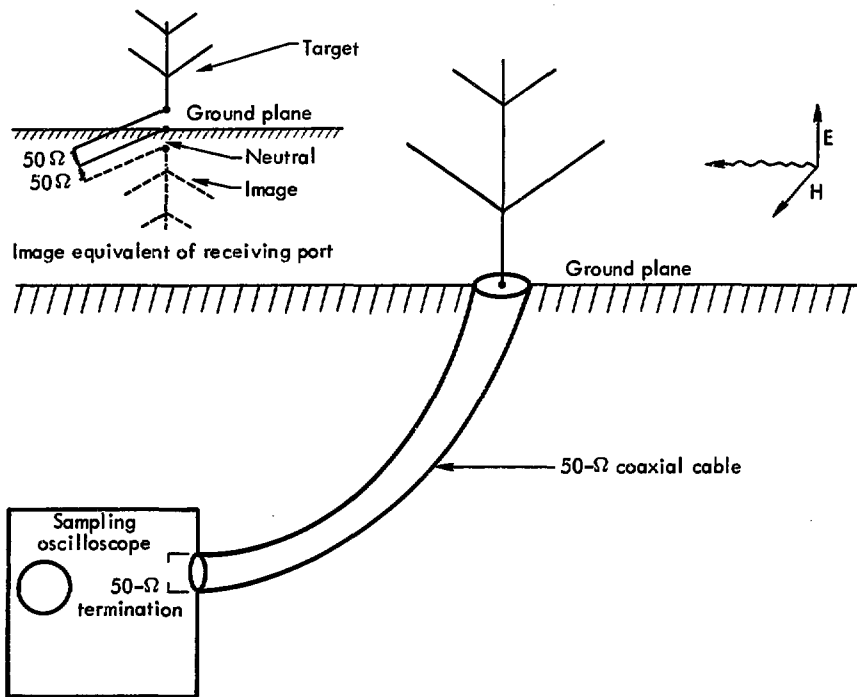 Target
Ground plane
50 Ω
50 Ω
Neutral
Image
Image equivalent of receiving port
E
H
Ground plane
50-Ω coaxial cable
Sampling
oscilloscope
50-Ω
termination